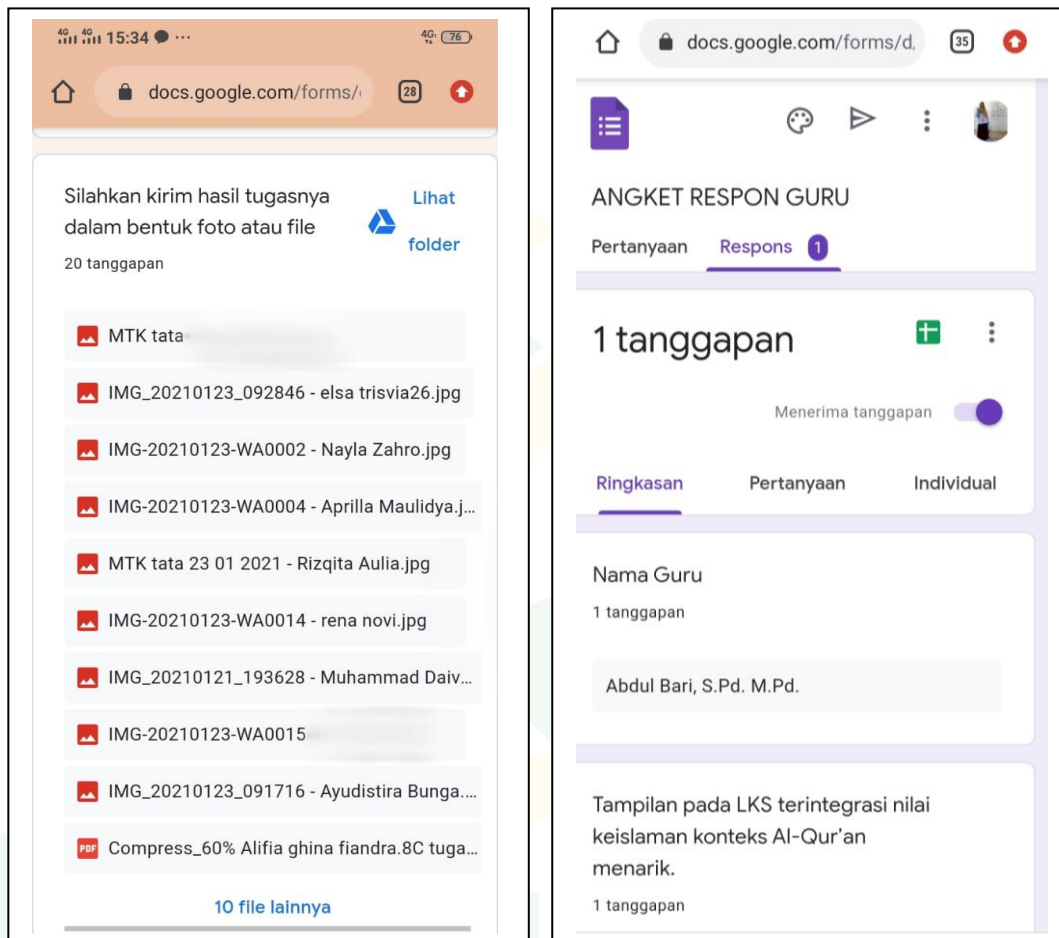 4G 4G 15:34 ... 4G 76
docs.google.com/forms/ 28
Silahkan kirim hasil tugasnya
dalam bentuk foto atau file
Lihat
folder
20 tanggapan
MTK tata
IMG_20210123_092846 - elsa trisvia26.jpg
IMG-20210123-WA0002 - Nayla Zahro.jpg
IMG-20210123-WA0004 - Aprilla Maulidya.j...
MTK tata 23 01 2021 - Rizqita Aulia.jpg
IMG-20210123-WA0014 - rena novi.jpg
IMG_20210121_193628 - Muhammad Daiv...
IMG-20210123-WA0015
IMG_20210123_091716 - Ayudistira Bunga....
PDF Compress_60% Alifia ghina fiandra.8C tuga...
10 file lainnya
docs.google.com/forms/d, 35
ANGKET RESPON GURU
Pertanyaan Respons 1
1 tanggapan
Menerima tanggapan
Ringkasan Pertanyaan Individual
Nama Guru
1 tanggapan
Abdul Bari, S.Pd. M.Pd.
Tampilan pada LKS terintegrasi nilai
keislaman konteks Al-Qur'an
menarik.
1 tanggapan